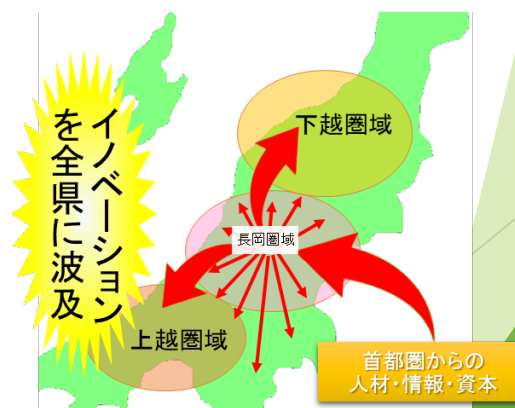 イノベーション
を全県に波及
下越圏域
長岡圏域
上越圏域
首都圏からの
人材・情報・資本